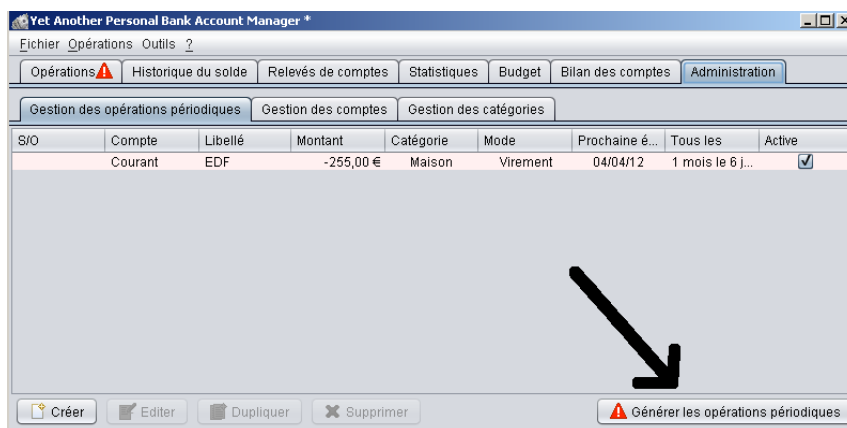 Yet Another Personal Bank Account Manager *
Fichier Opérations Outils ?
Opérations Historique du solde Relevés de comptes Statistiques Budget Bilan des comptes Administration
Gestion des opérations périodiques Gestion des comptes Gestion des catégories
S/O Compte Libellé Montant Catégorie Mode Prochaine é... Tous les Active
Courant EDF -255,00 € Maison Virement 04/04/12 1 mois le 6 j...
Créer Editer Dupliquer Supprimer Générer les opérations périodiques